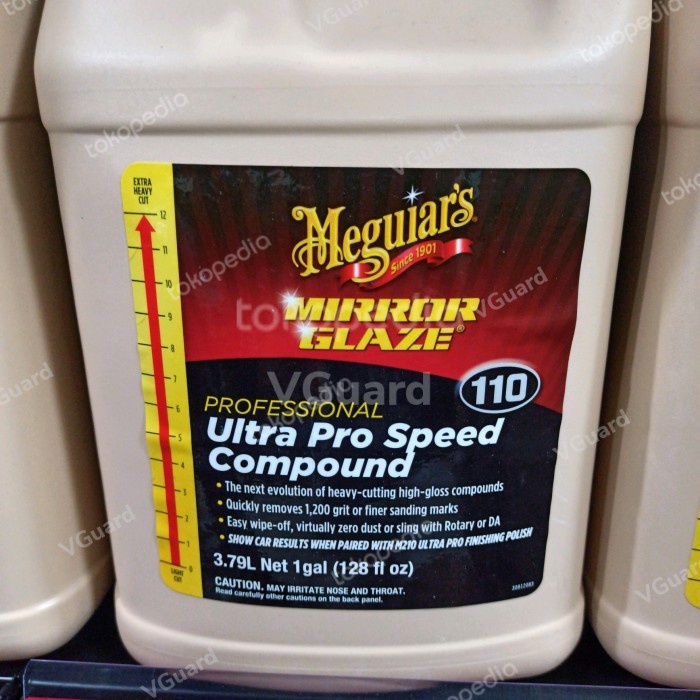 EXTRA
HEAVY
CUT
12
11
10
9
8
7
6
5
4
3
2
1
0
LIGHT
CUT
Meguiar's
Since 1901
MIRROR
GLAZE®
110
PROFESSIONAL
Ultra Pro Speed
Compound
• The next evolution of heavy-cutting high-gloss compounds
• Quickly removes 1,200 grit or finer sanding marks
• Easy wipe-off, virtually zero dust or sling with Rotary or DA
• SHOW CAR RESULTS WHEN PAIRED WITH M210 ULTRA PRO FINISHING POLISH
3.79L Net 1gal (128 fl oz)
CAUTION. MAY IRRITATE NOSE AND THROAT.
Read carefully other cautions on the back panel.
tokopedia
VGuard